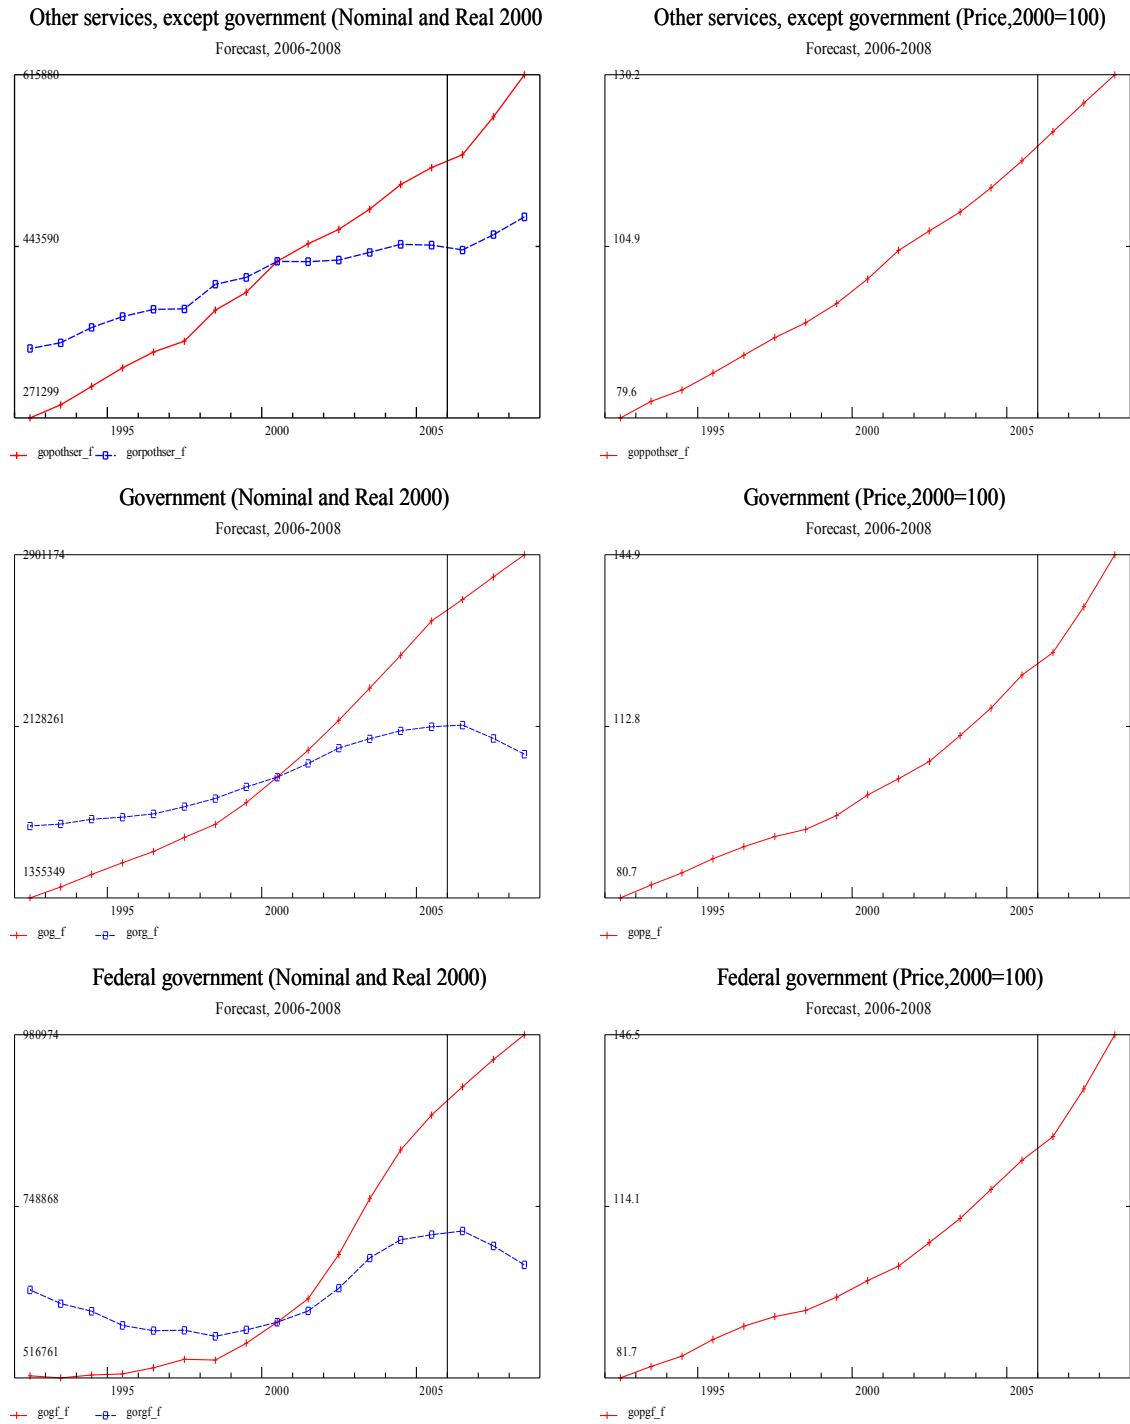 Other services, except government (Nominal and Real 2000
Forecast, 2006-2008
615880
443590
271299
1995 2000 2005
gopothser_f gorpothser_f
Other services, except government (Price,2000=100)
Forecast, 2006-2008
130.2
104.9
79.6
1995 2000 2005
goppothser_f
Government (Nominal and Real 2000)
Forecast, 2006-2008
2901174
2128261
1355349
1995 2000 2005
gog_f gorg_f
Government (Price,2000=100)
Forecast, 2006-2008
144.9
112.8
80.7
1995 2000 2005
gopg_f
Federal government (Nominal and Real 2000)
Forecast, 2006-2008
980974
748868
516761
1995 2000 2005
gogf_f gorgf_f
Federal government (Price,2000=100)
Forecast, 2006-2008
146.5
114.1
81.7
1995 2000 2005
gopgf_f